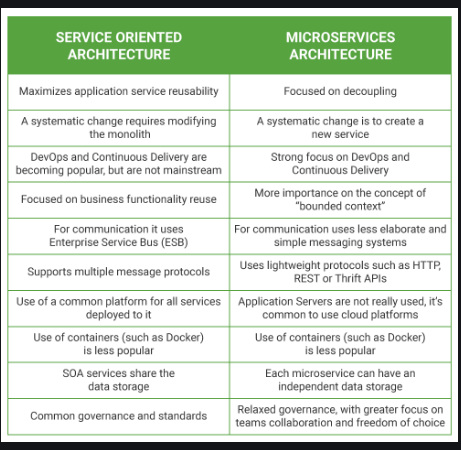 SERVICE ORIENTED
ARCHITECTURE
MICROSERVICES
ARCHITECTURE
Maximizes application service reusability
Focused on decoupling
A systematic change requires modifying
the monolith
A systematic change is to create a
new service
DevOps and Continuous Delivery are
becoming popular, but are not mainstream
Strong focus on DevOps and
Continuous Delivery
Focused on business functionality reuse
More importance on the concept of
“bounded context”
For communication it uses
Enterprise Service Bus (ESB)
For communication uses less elaborate and
simple messaging systems
Supports multiple message protocols
Uses lightweight protocols such as HTTP,
REST or Thrift APIs
Use of a common platform for all services
deployed to it
Application Servers are not really used, it’s
common to use cloud platforms
Use of containers (such as Docker)
is less popular
Use of containers (such as Docker)
is less popular
SOA services share the
data storage
Each microservice can have an
independent data storage
Common governance and standards
Relaxed governance, with greater focus on
teams collaboration and freedom of choice